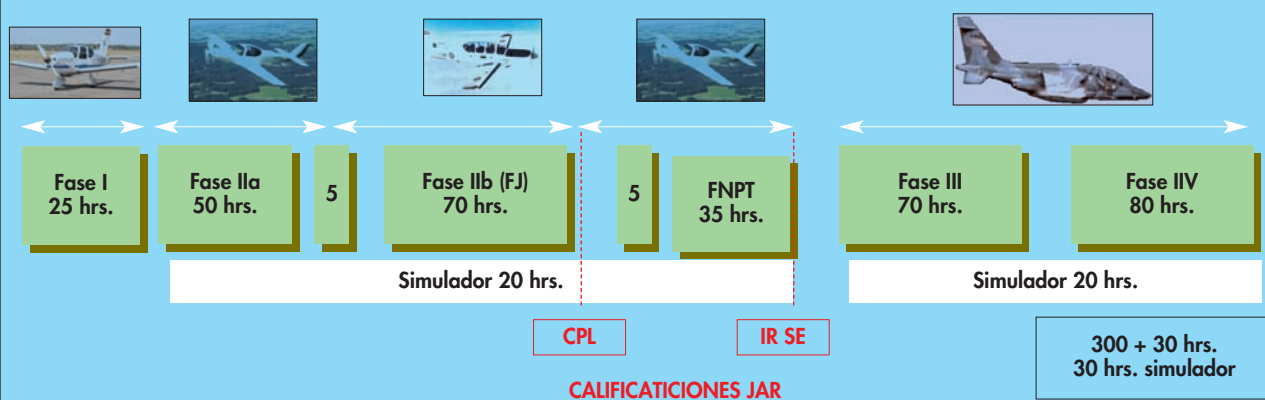 Fase I
25 hrs.
Fase IIa
50 hrs.
5
Fase IIb (FJ)
70 hrs.
5
FNPT
35 hrs.
Fase III
70 hrs.
Fase IIV
80 hrs.
Simulador 20 hrs.
Simulador 20 hrs.
CPL
IR SE
300 + 30 hrs.
30 hrs. simulador
CALIFICATICIONES JAR